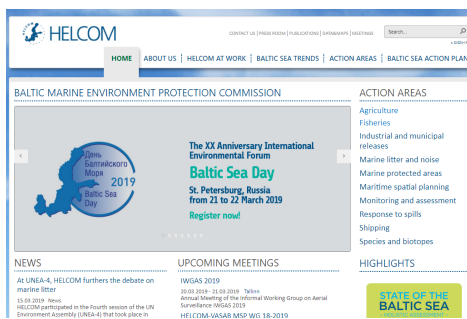 HELCOM
CONTACT US | PRESS ROOM | PUBLICATIONS | DATA&MAPS | MEETINGS
Search...
HOME
ABOUT US
HELCOM AT WORK
BALTIC SEA TRENDS
ACTION AREAS
BALTIC SEA ACTION PLAN
BALTIC MARINE ENVIRONMENT PROTECTION COMMISSION
День
Балтийского
Моря
2019
Baltic Sea
Day
The XX Anniversary International
Environmental Forum
Baltic Sea Day
St. Petersburg, Russia
from 21 to 22 March 2019
Register now!
ACTION AREAS
Agriculture
Fisheries
Industrial and municipal
releases
Marine litter and noise
Marine protected areas
Maritime spatial planning
Monitoring and assessment
Response to spills
Shipping
Species and biotopes
NEWS
At UNEA-4, HELCOM furthers the debate on
marine litter
15.03.2019 News
HELCOM participated in the Fourth session of the UN
Environment Assembly (UNEA-4) that took place in
UPCOMING MEETINGS
IWGAS 2019
20.03.2019 - 21.03.2019 Tallinn
Annual Meeting of the Informal Working Group on Aerial
Surveillance IWGAS 2019
HELCOM-VASAB MSP WG 18-2019
HIGHLIGHTS
STATE OF THE
BALTIC SEA
- HOLISTIC ASSESSMENT -